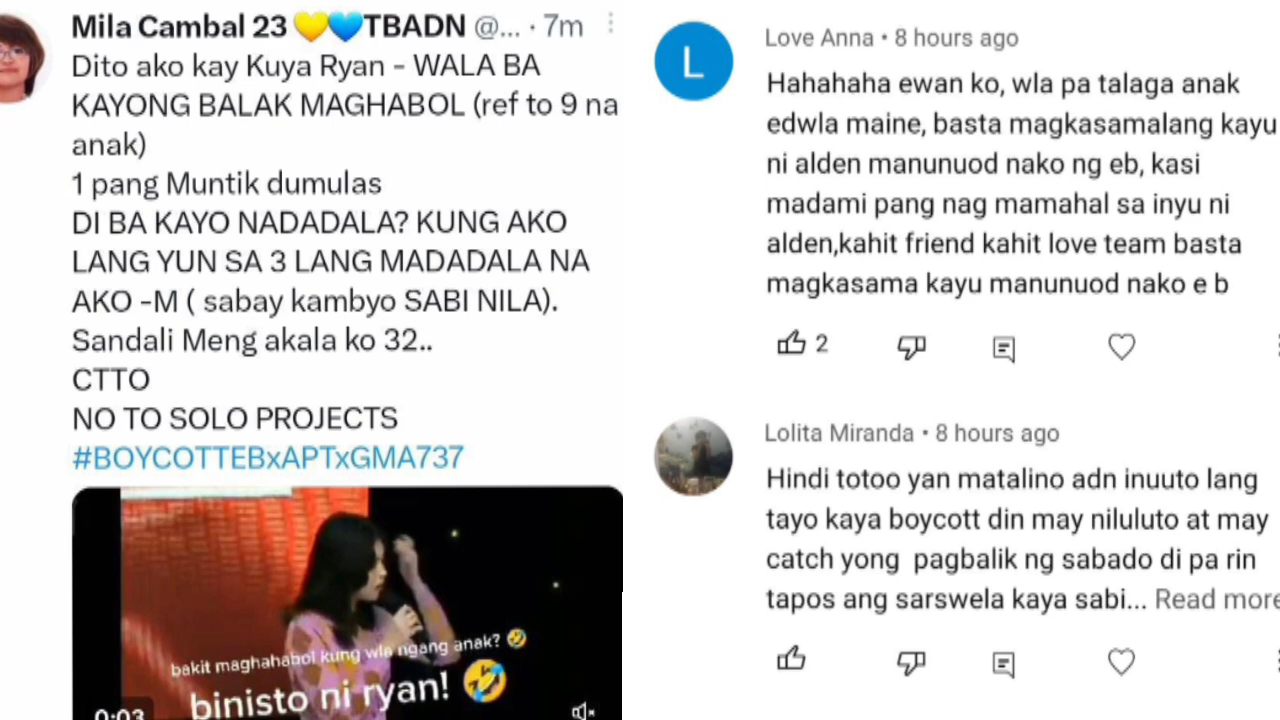 Mila Cambal 23 💛💙TBADN @... · 7m
Dito ako kay Kuya Ryan - WALA BA
KAYONG BALAK MAGHABOL (ref to 9 na
anak)
1 pang Muntik dumulas
DI BA KAYO NADADALA? KUNG AKO
LANG YUN SA 3 LANG MADADALA NA
AKO -M ( sabay kambyo SABI NILA).
Sandali Meng akala ko 32..
CTTO
NO TO SOLO PROJECTS
#BOYCOTTEBxAPTxGMA737
bakit maghahabol kung wla ngang anak? 🤣
binisto ni ryan! 🤣
0:03
L
Love Anna • 8 hours ago
Hahahaha ewan ko, wla pa talaga anak
edwla maine, basta magkasamalang kayu
ni alden manunuod nako ng eb, kasi
madami pang nag mamahal sa inyu ni
alden,kahit friend kahit love team basta
magkasama kayu manunuod nako e b
2
Lolita Miranda • 8 hours ago
Hindi totoo yan matalino adn inuuto lang
tayo kaya boycott din may niluluto at may
catch yong  pagbalik ng sabado di pa rin
tapos ang sarswela kaya sabi... Read more